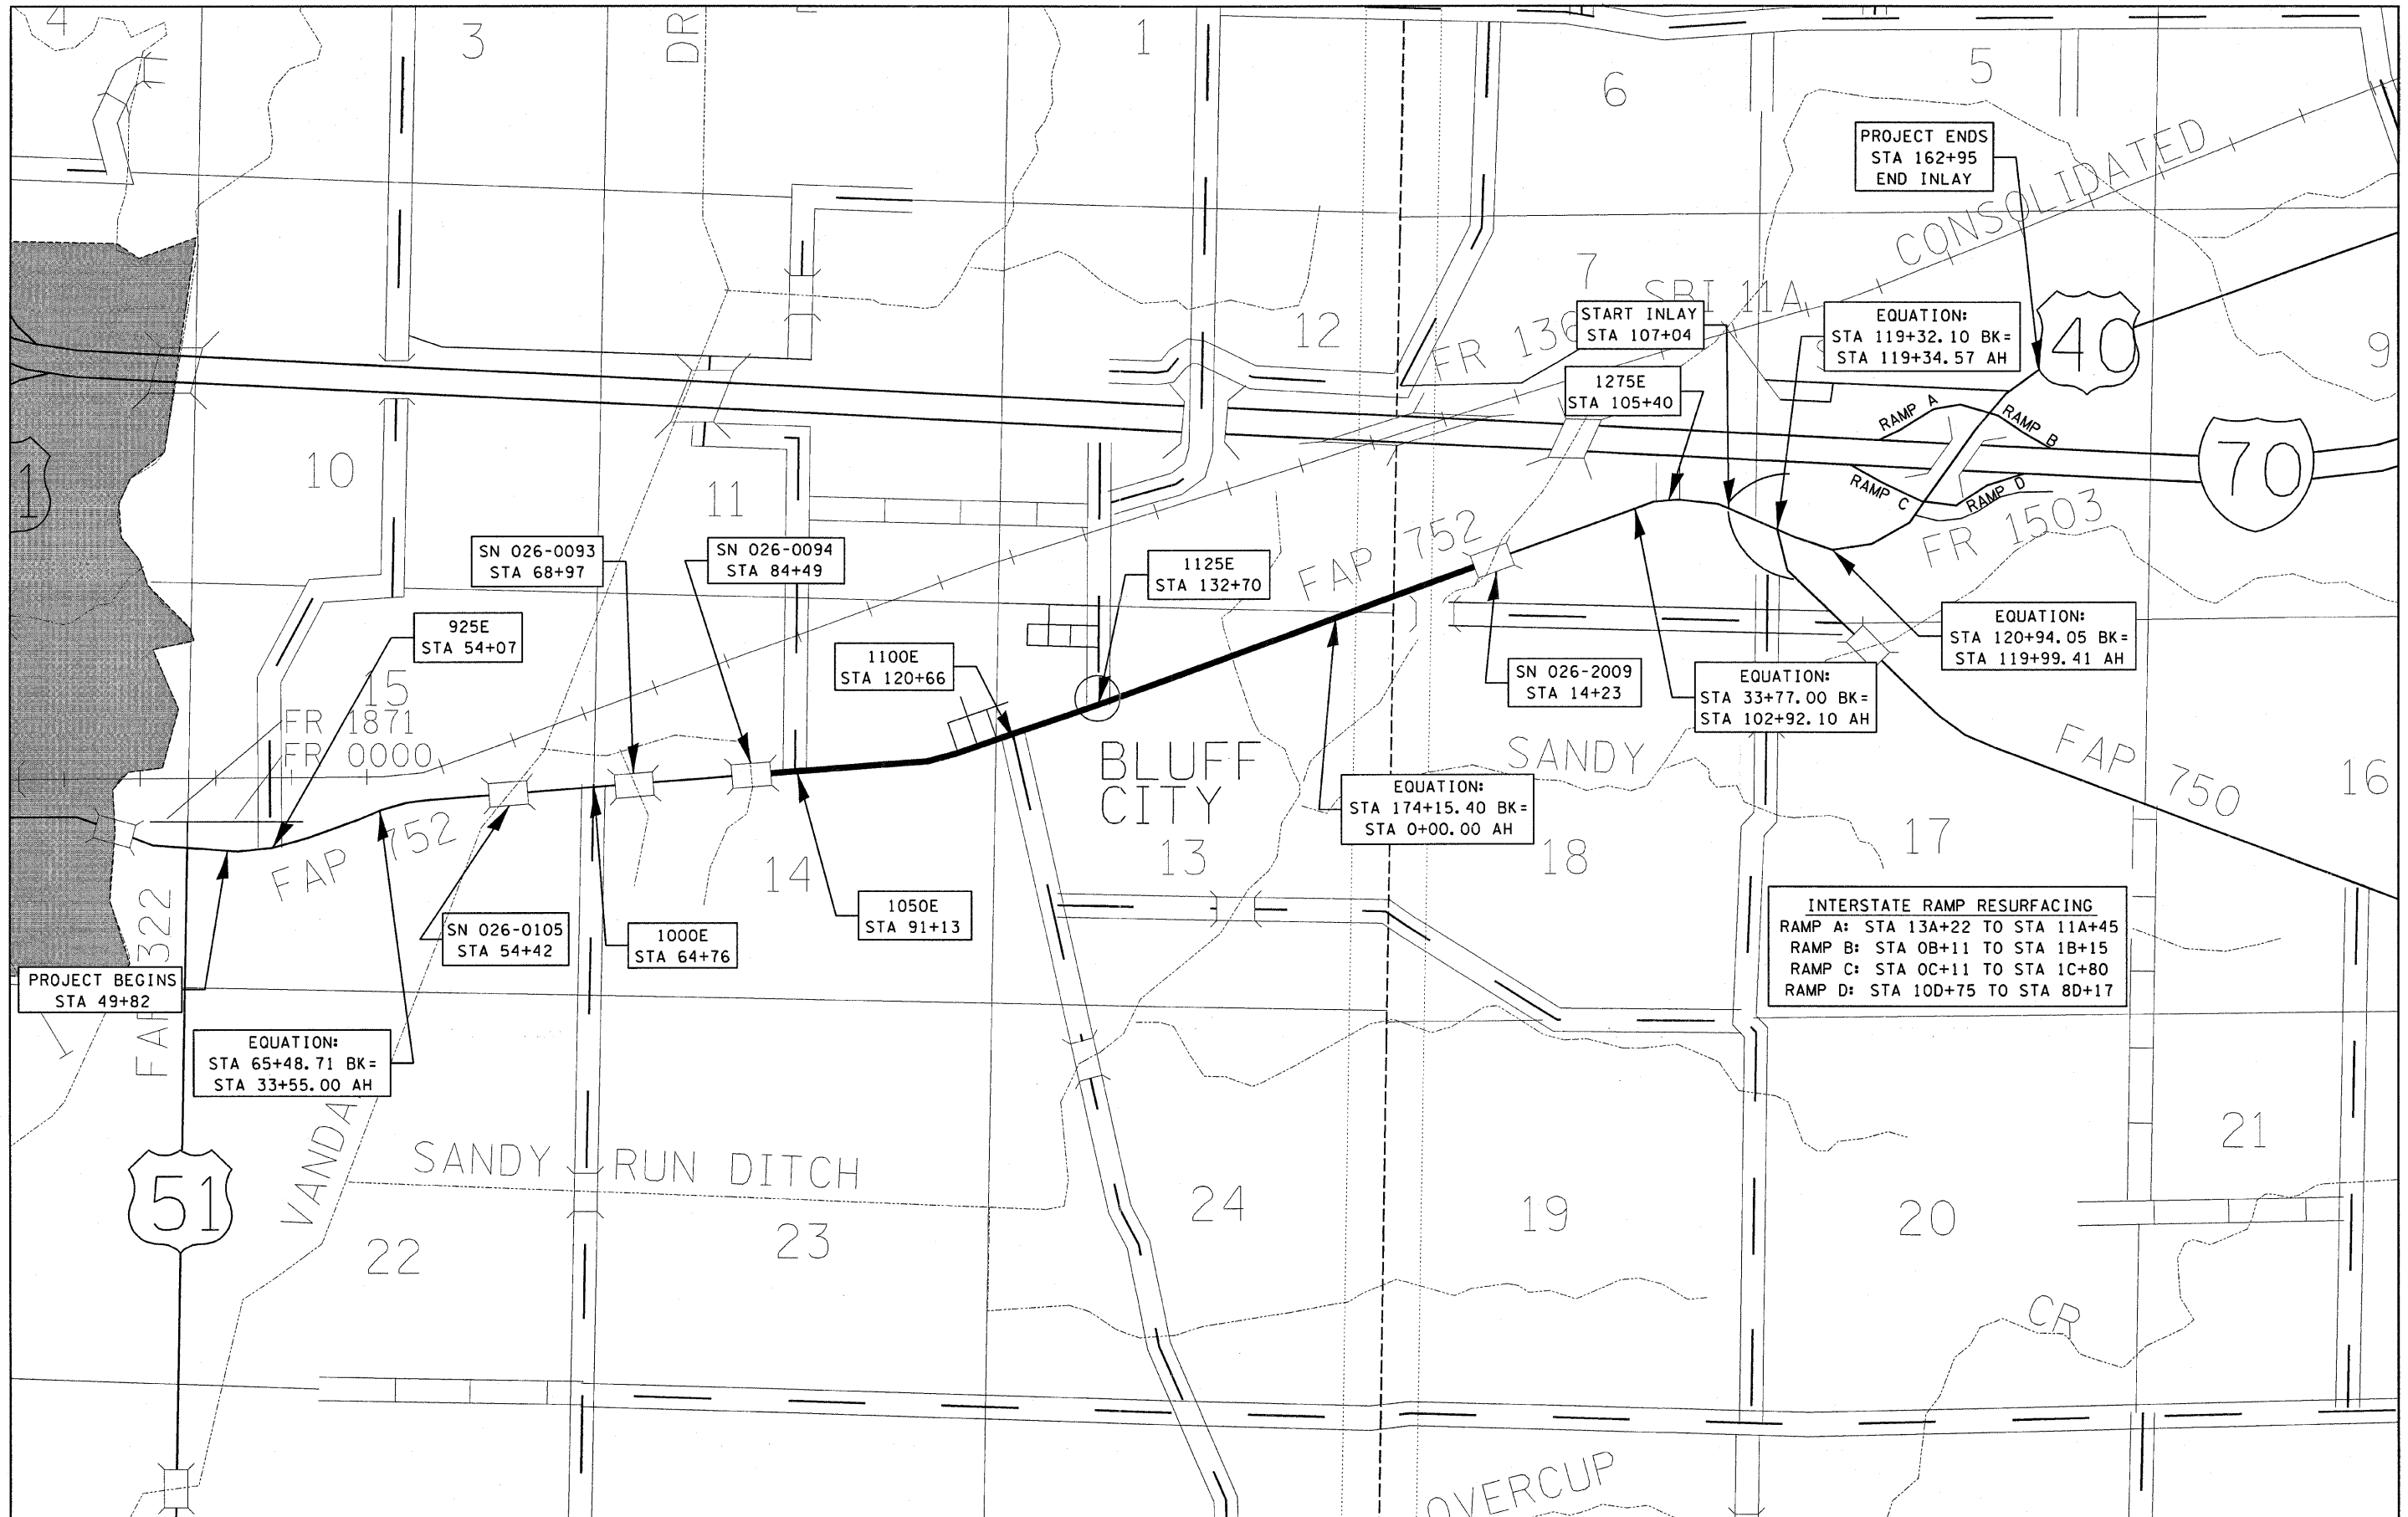 4
3
DR
1
6
5
PROJECT ENDS
STA 162+95
END INLAY
CONSOLIDATED
7
SBI 11A
12
FR 136
START INLAY
STA 107+04
EQUATION:
STA 119+32.10 BK=
STA 119+34.57 AH
40
9
1275E
STA 105+40
RAMP A
RAMP B
RAMP C
RAMP D
70
1
10
11
FR 1503
SN 026-0093
STA 68+97
SN 026-0094
STA 84+49
1125E
STA 132+70
FAP 752
925E
STA 54+07
1100E
STA 120+66
SN 026-2009
STA 14+23
EQUATION:
STA 33+77.00 BK=
STA 102+92.10 AH
EQUATION:
STA 120+94.05 BK=
STA 119+99.41 AH
15
FR 1871
FR 0000
BLUFF
CITY
SANDY
FAP 750
16
EQUATION:
STA 174+15.40 BK=
STA 0+00.00 AH
FAP 752
14
13
18
17
1050E
STA 91+13
SN 026-0105
STA 54+42
1000E
STA 64+76
FAP 322
PROJECT BEGINS
STA 49+82
INTERSTATE RAMP RESURFACING
RAMP A: STA 13A+22 TO STA 11A+45
RAMP B: STA 0B+11 TO STA 1B+15
RAMP C: STA 0C+11 TO STA 1C+80
RAMP D: STA 10D+75 TO STA 8D+17
EQUATION:
STA 65+48.71 BK=
STA 33+55.00 AH
VANDA
51
SANDY RUN DITCH
21
24
19
20
22
23
CR
OVERCUP